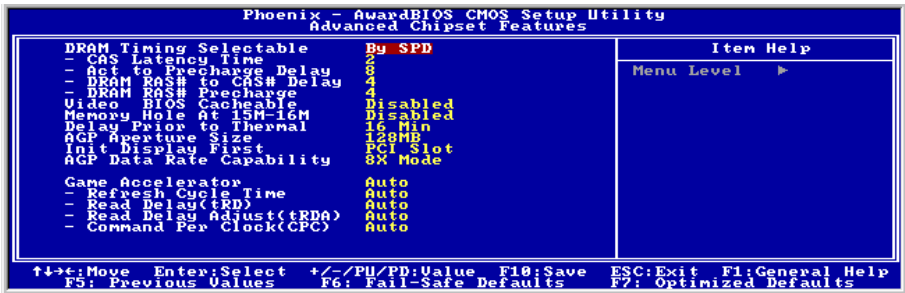 Phoenix - AwardBIOS CMOS Setup Utility
Advanced Chipset Features
DRAM Timing Selectable By SPD
- CAS Latency Time 2
- Act to Precharge Delay 8
- DRAM RAS# to CAS# Delay 4
- DRAM RAS# Precharge 4
Video BIOS Cacheable Disabled
Memory Hole At 15M-16M Disabled
Delay Prior to Thermal 16 Min
AGP Aperture Size 128MB
Init Display First PCI Slot
AGP Data Rate Capability 8X Mode
Game Accelerator Auto
- Refresh Cycle Time Auto
- Read Delay(tRD) Auto
- Read Delay Adjust(tRDA) Auto
- Command Per Clock(CPC) Auto
Item Help
Menu Level ►
↑↓→←:Move Enter:Select +/-/PU/PD:Value F10:Save ESC:Exit F1:General Help
F5: Previous Values F6: Fail-Safe Defaults F7: Optimized Defaults